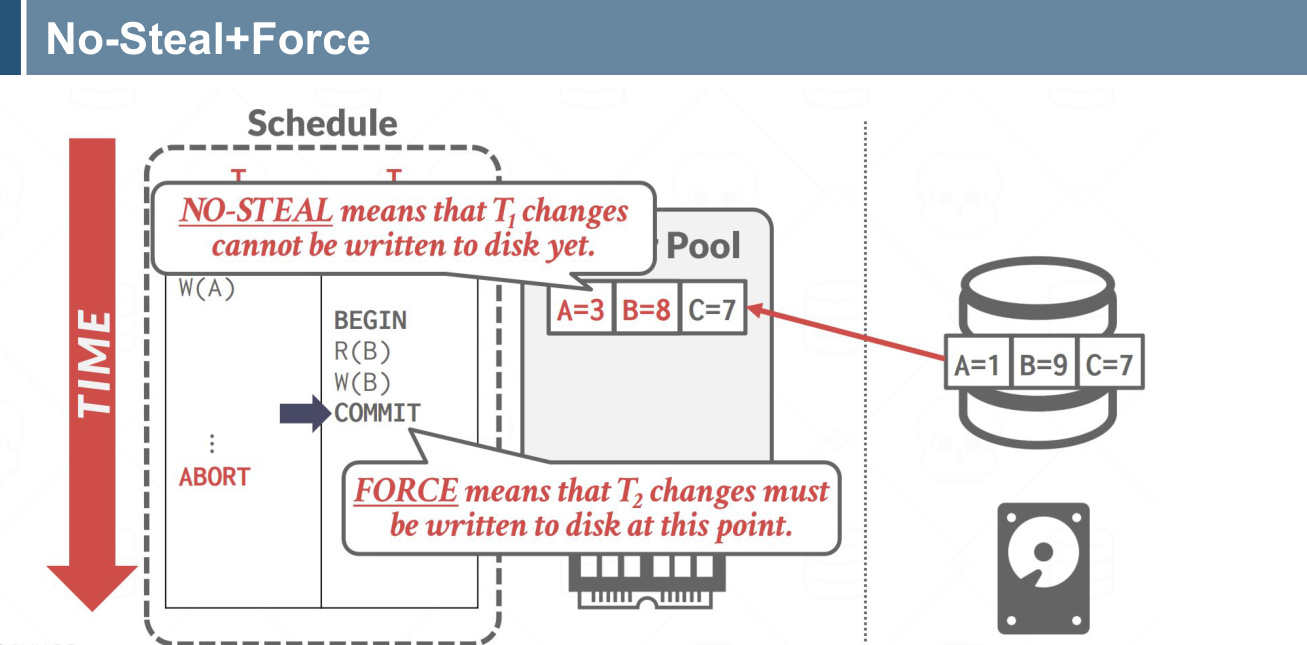 No-Steal+Force
Schedule
T T
NO-STEAL means that T1 changes
cannot be written to disk yet.
Pool
W(A)
BEGIN
R(B)
W(B)
COMMIT
⋮
ABORT
A=3 B=8 C=7
A=1 B=9 C=7
TIME
FORCE means that T2 changes must
be written to disk at this point.